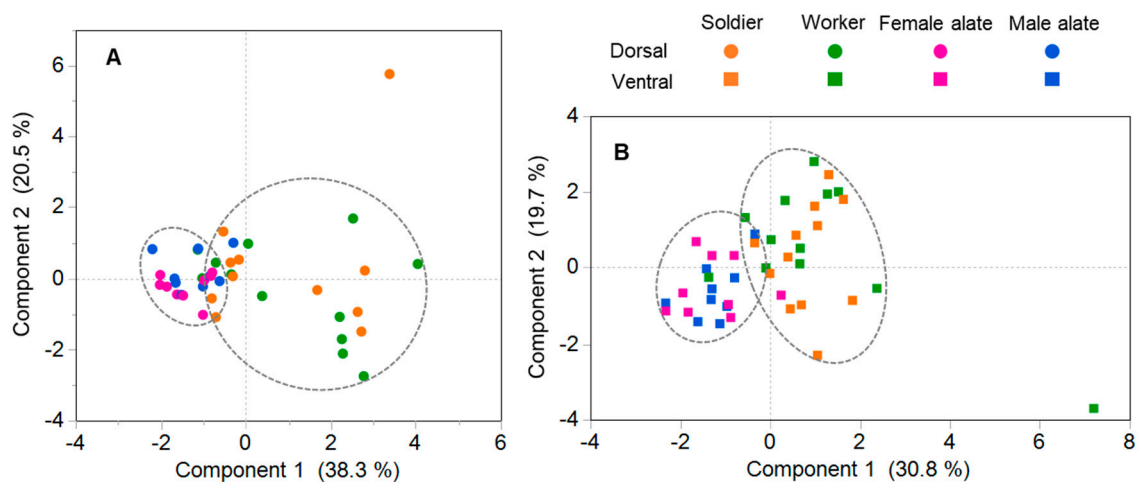 Soldier Worker Female alate Male alate
Dorsal
Ventral
A
6
4
2
0
-2
-4
-4 -2 0 2 4 6
Component 2 (20.5 %)
Component 1 (38.3 %)
B
4
2
0
-2
-4
-4 -2 0 2 4 6 8
Component 2 (19.7 %)
Component 1 (30.8 %)